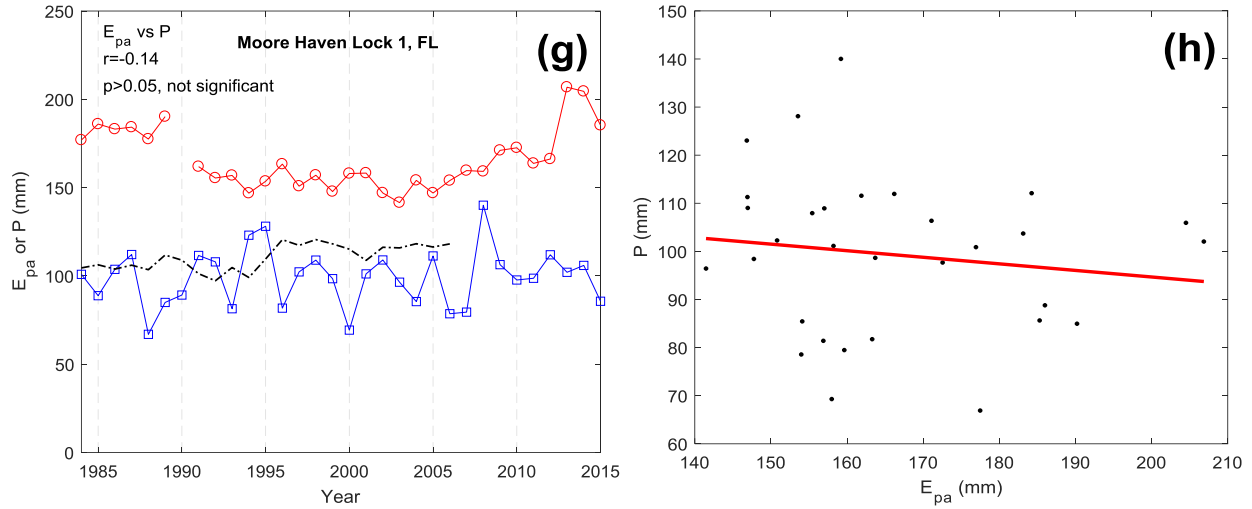 E_pa vs P
r=-0.14
p>0.05, not significant
Moore Haven Lock 1, FL
(g)
250
200
150
100
50
0
E_pa or P (mm)
1985 1990 1995 2000 2005 2010 2015
Year
(h)
150
140
130
120
110
100
90
80
70
60
P (mm)
140 150 160 170 180 190 200 210
E_pa (mm)